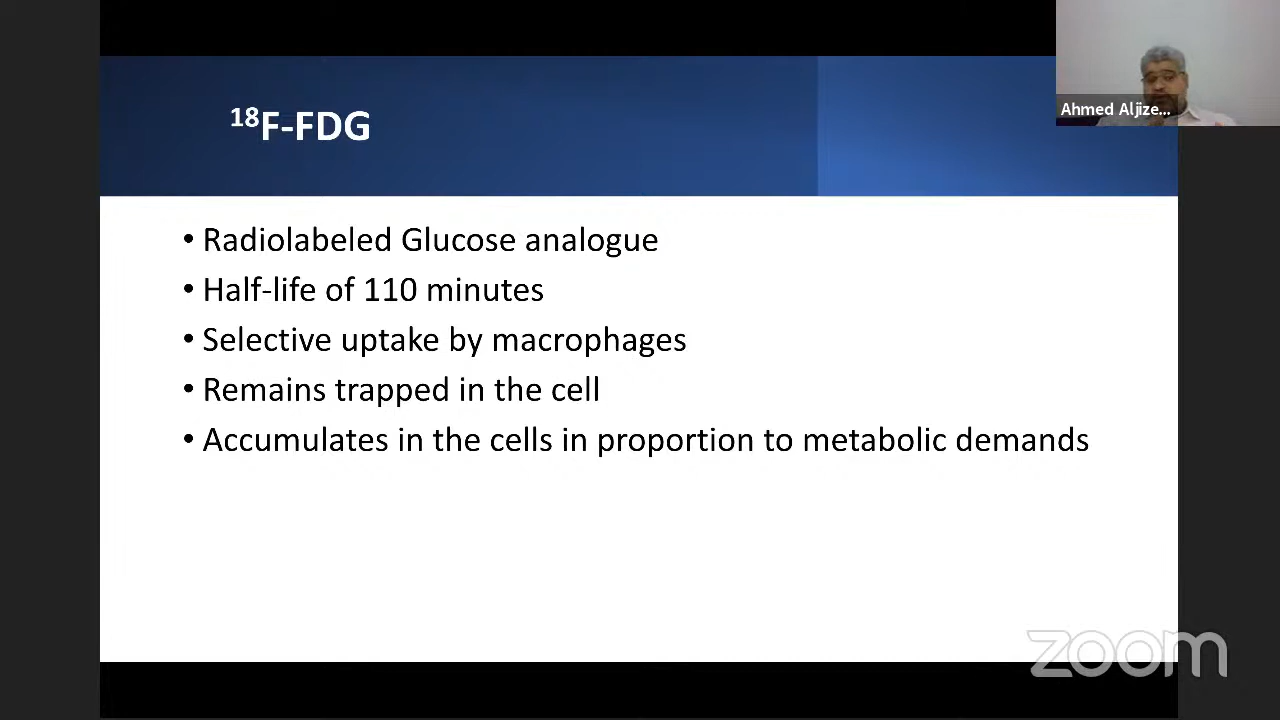 ¹⁸F-FDG
Ahmed Aljize...
• Radiolabeled Glucose analogue
• Half-life of 110 minutes
• Selective uptake by macrophages
• Remains trapped in the cell
• Accumulates in the cells in proportion to metabolic demands
zoom